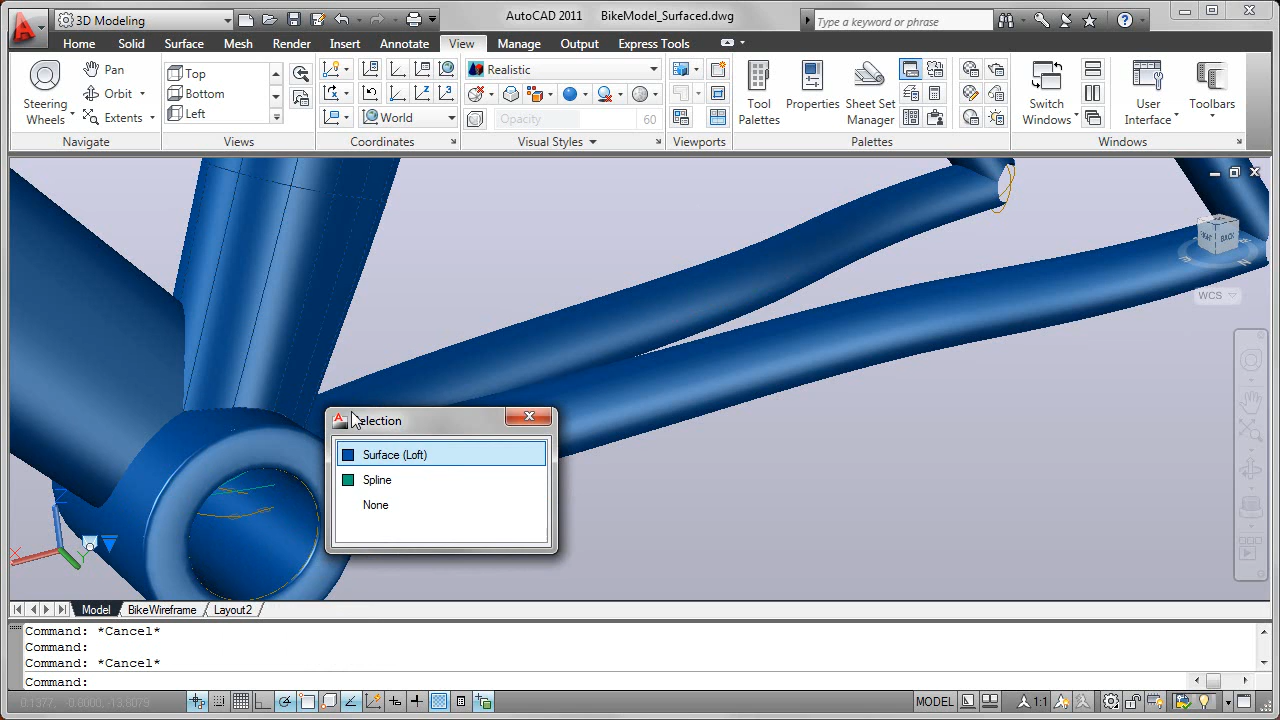 3D Modeling
AutoCAD 2011 BikeModel_Surfaced.dwg
Type a keyword or phrase
Home Solid Surface Mesh Render Insert Annotate View Manage Output Express Tools
Steering Wheels
Pan
Orbit
Extents
Navigate
Top
Bottom
Left
Views
World
Coordinates
Realistic
Opacity 60
Visual Styles
Viewports
Tool Palettes
Properties
Sheet Set Manager
Palettes
Switch Windows
User Interface
Toolbars
Windows
BACK
WCS
election
Surface (Loft)
Spline
None
X
Z
Model BikeWireframe Layout2
Command: *Cancel*
Command:
Command: *Cancel*
Command:
MODEL
1:1